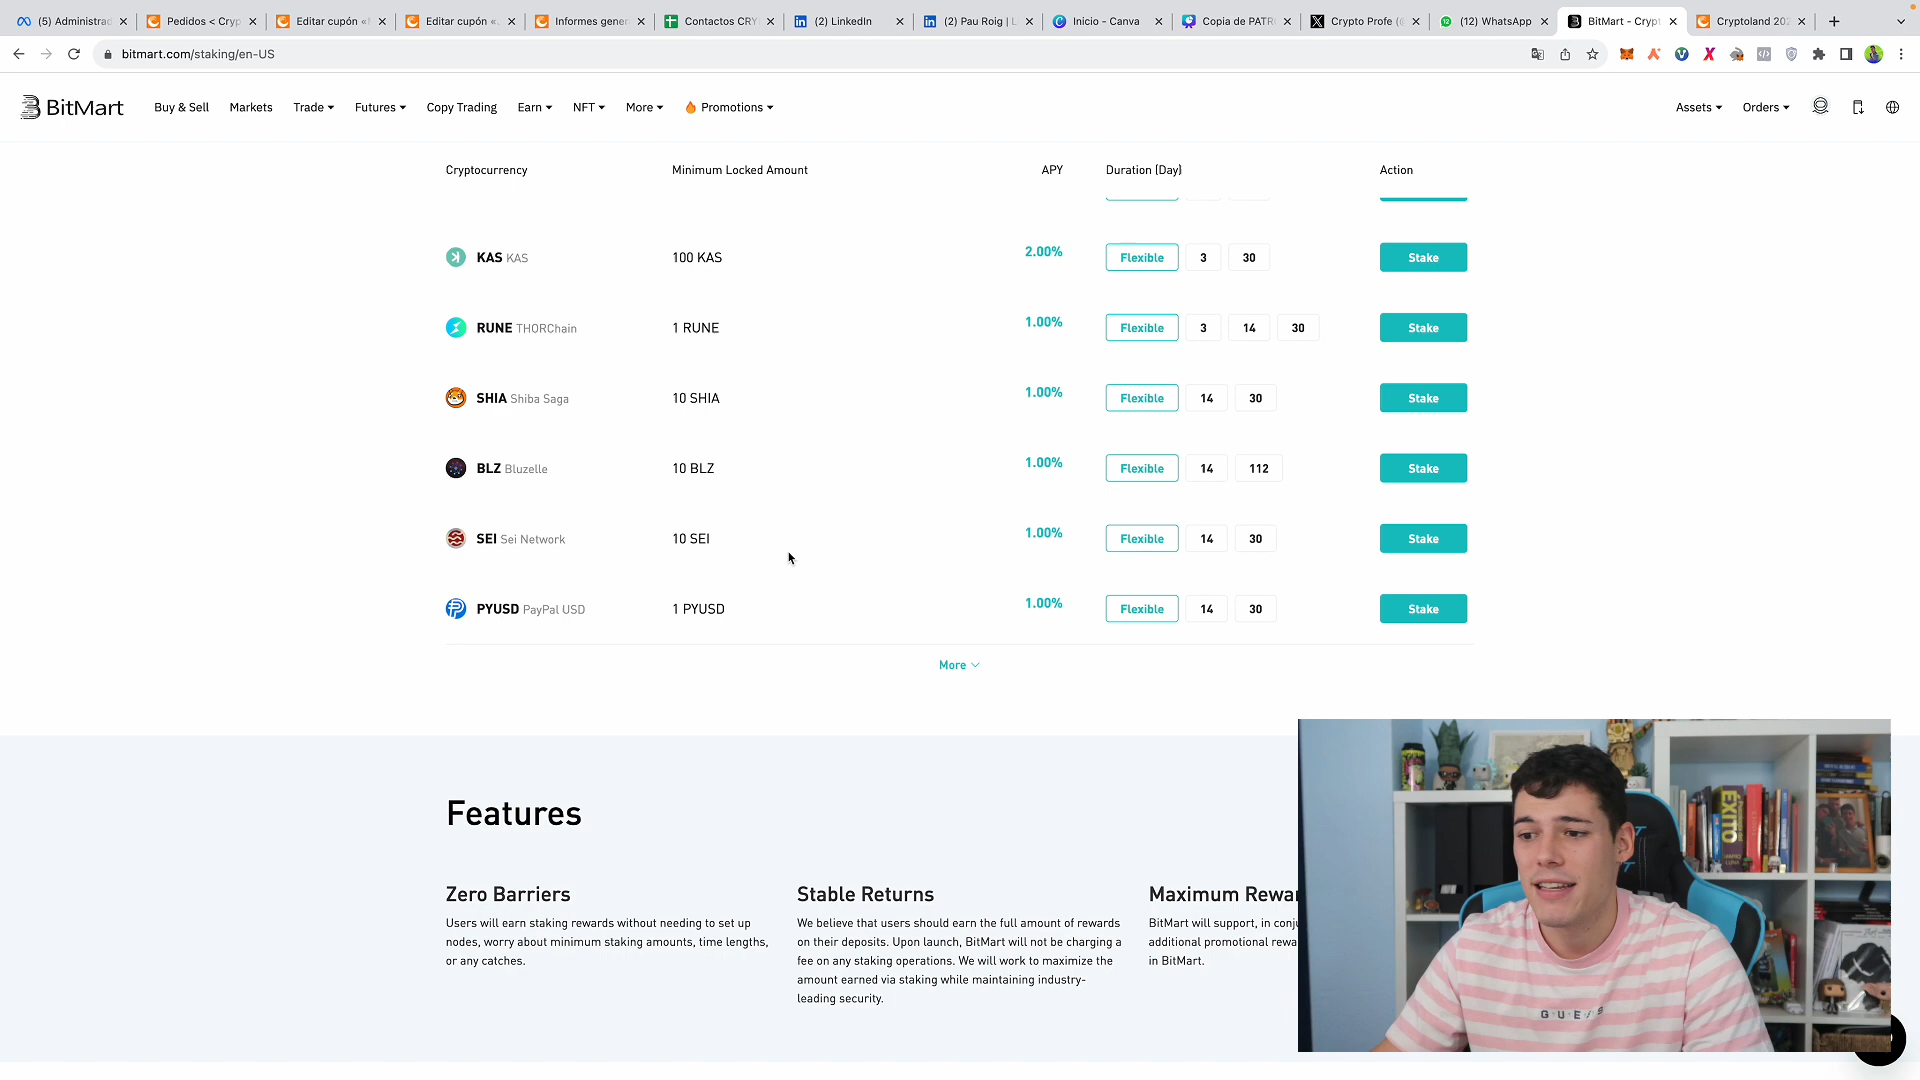 (5) Administrad
Pedidos < Cryp
Editar cupón «
Editar cupón «
Informes gener
Contactos CRY
(2) LinkedIn
(2) Pau Roig | L
Inicio - Canva
Copia de PATR
Crypto Profe (@
(12) WhatsApp
BitMart - Crypt
Cryptoland 202
bitmart.com/staking/en-US
BitMart
Buy & Sell
Markets
Trade
Futures
Copy Trading
Earn
NFT
More
Promotions
Assets
Orders
Cryptocurrency Minimum Locked Amount APY Duration (Day) Action
KAS KAS 100 KAS 2.00% Flexible 3 30 Stake
RUNE THORChain 1 RUNE 1.00% Flexible 3 14 30 Stake
SHIA Shiba Saga 10 SHIA 1.00% Flexible 14 30 Stake
BLZ Bluzelle 10 BLZ 1.00% Flexible 14 112 Stake
SEI Sei Network 10 SEI 1.00% Flexible 14 30 Stake
PYUSD PayPal USD 1 PYUSD 1.00% Flexible 14 30 Stake
More
Features
Zero Barriers
Users will earn staking rewards without needing to set up
nodes, worry about minimum staking amounts, time lengths,
or any catches.
Stable Returns
We believe that users should earn the full amount of rewards
on their deposits. Upon launch, BitMart will not be charging a
fee on any staking operations. We will work to maximize the
amount earned via staking while maintaining industry-
leading security.
Maximum Rewar
BitMart will support, in conju
additional promotional rewa
in BitMart.
EXITO
GUESS